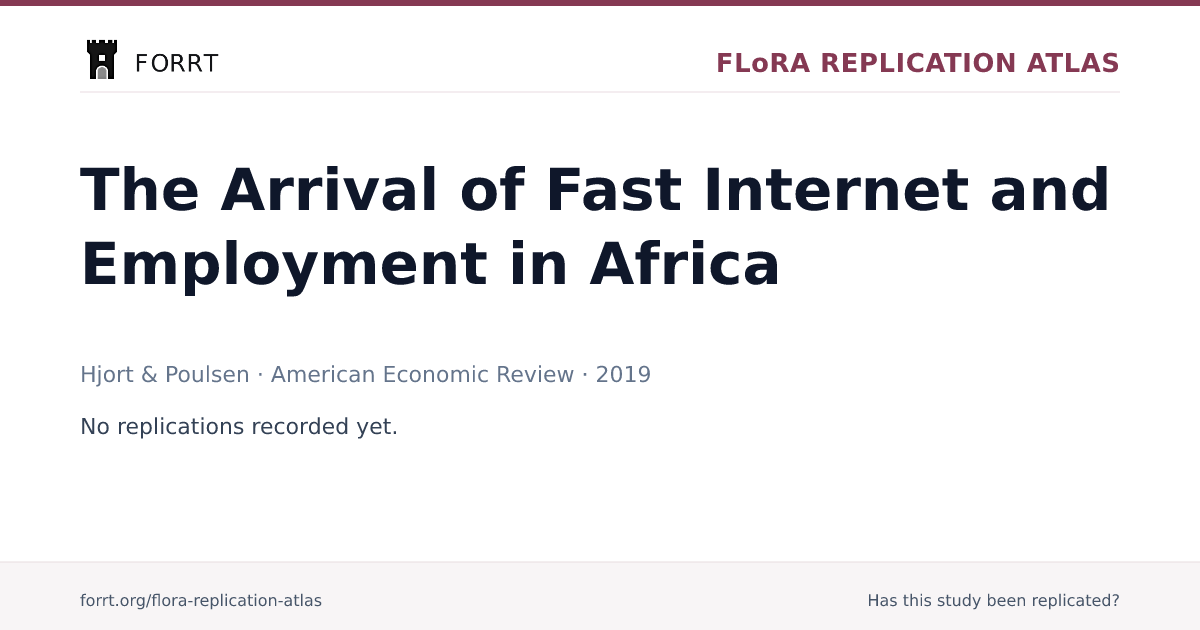 FORRT
FLoRA REPLICATION ATLAS
The Arrival of Fast Internet and
Employment in Africa
Hjort & Poulsen · American Economic Review · 2019
No replications recorded yet.
forrt.org/flora-replication-atlas
Has this study been replicated?